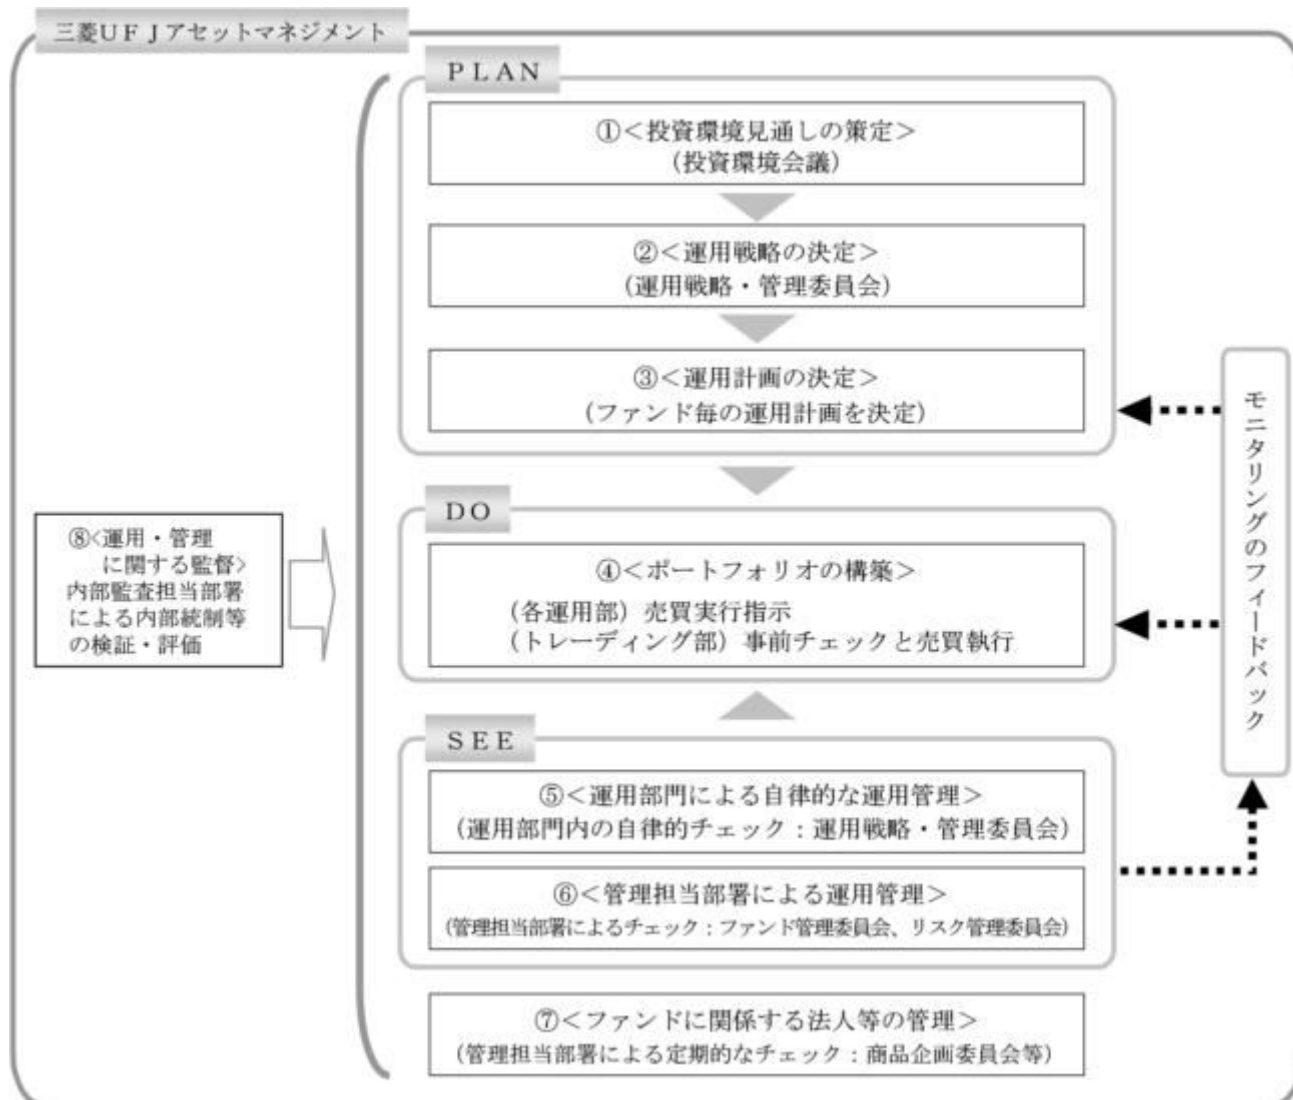 三菱UFJアセットマネジメント
PLAN
①＜投資環境見通しの策定＞
（投資環境会議）
②＜運用戦略の決定＞
（運用戦略・管理委員会）
③＜運用計画の決定＞
（ファンド毎の運用計画を決定）
DO
④＜ポートフォリオの構築＞
（各運用部）売買実行指示
（トレーディング部）事前チェックと売買執行
SEE
⑤＜運用部門による自律的な運用管理＞
（運用部門内の自律的チェック：運用戦略・管理委員会）
⑥＜管理担当部署による運用管理＞
（管理担当部署によるチェック：ファンド管理委員会、リスク管理委員会）
⑦＜ファンドに関係する法人等の管理＞
（管理担当部署による定期的なチェック：商品企画委員会等）
⑧<運用・管理
に関する監督>
内部監査担当部署
による内部統制等
の検証・評価
モニタリングのフィードバック